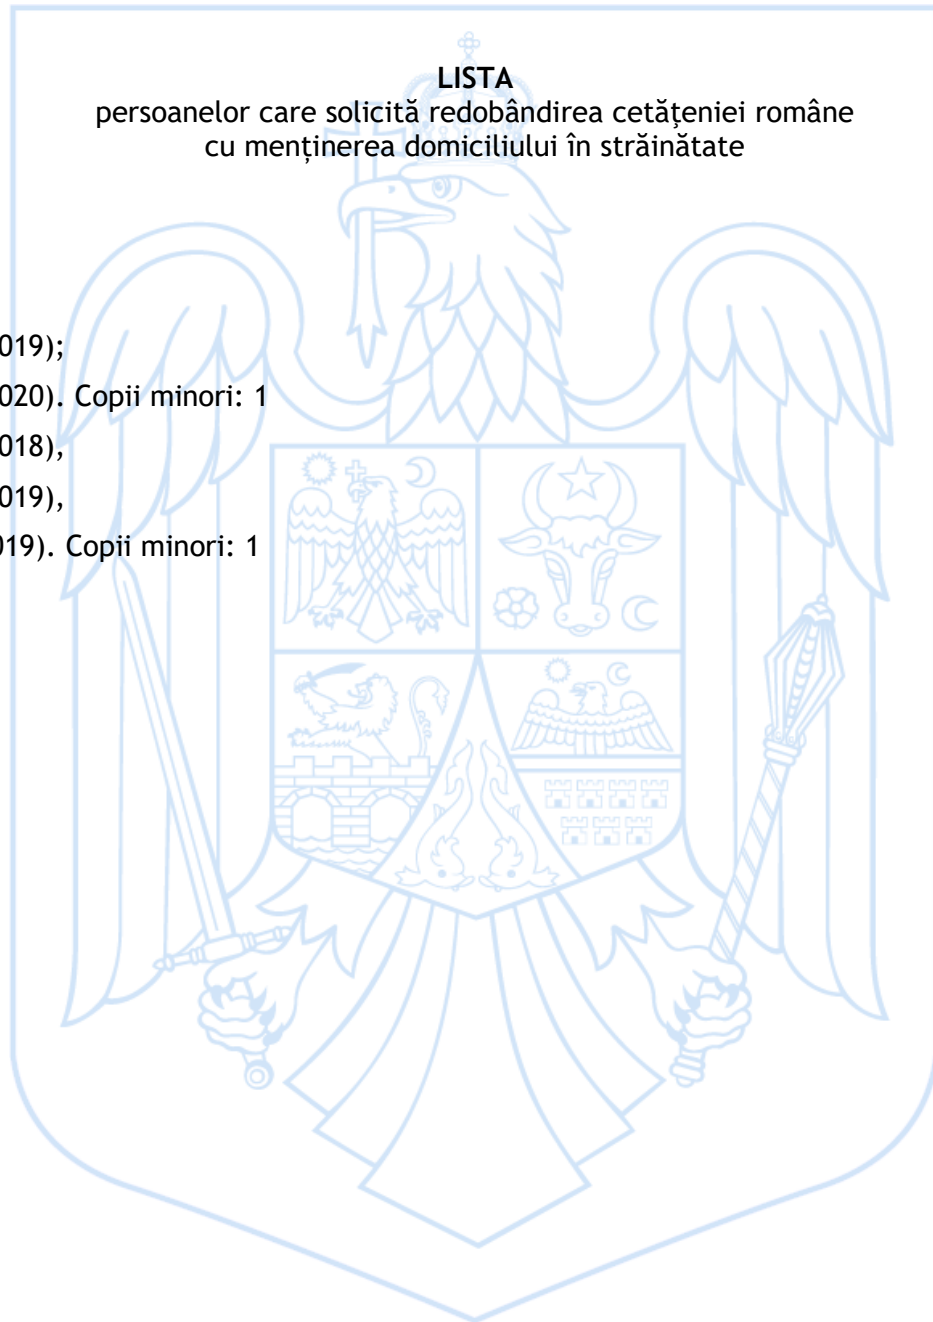 LISTA
persoanelor care solicită redobândirea cetățeniei române
cu menținerea domiciliului în străinătate
019);
020). Copii minori: 1
018),
019),
019). Copii minori: 1